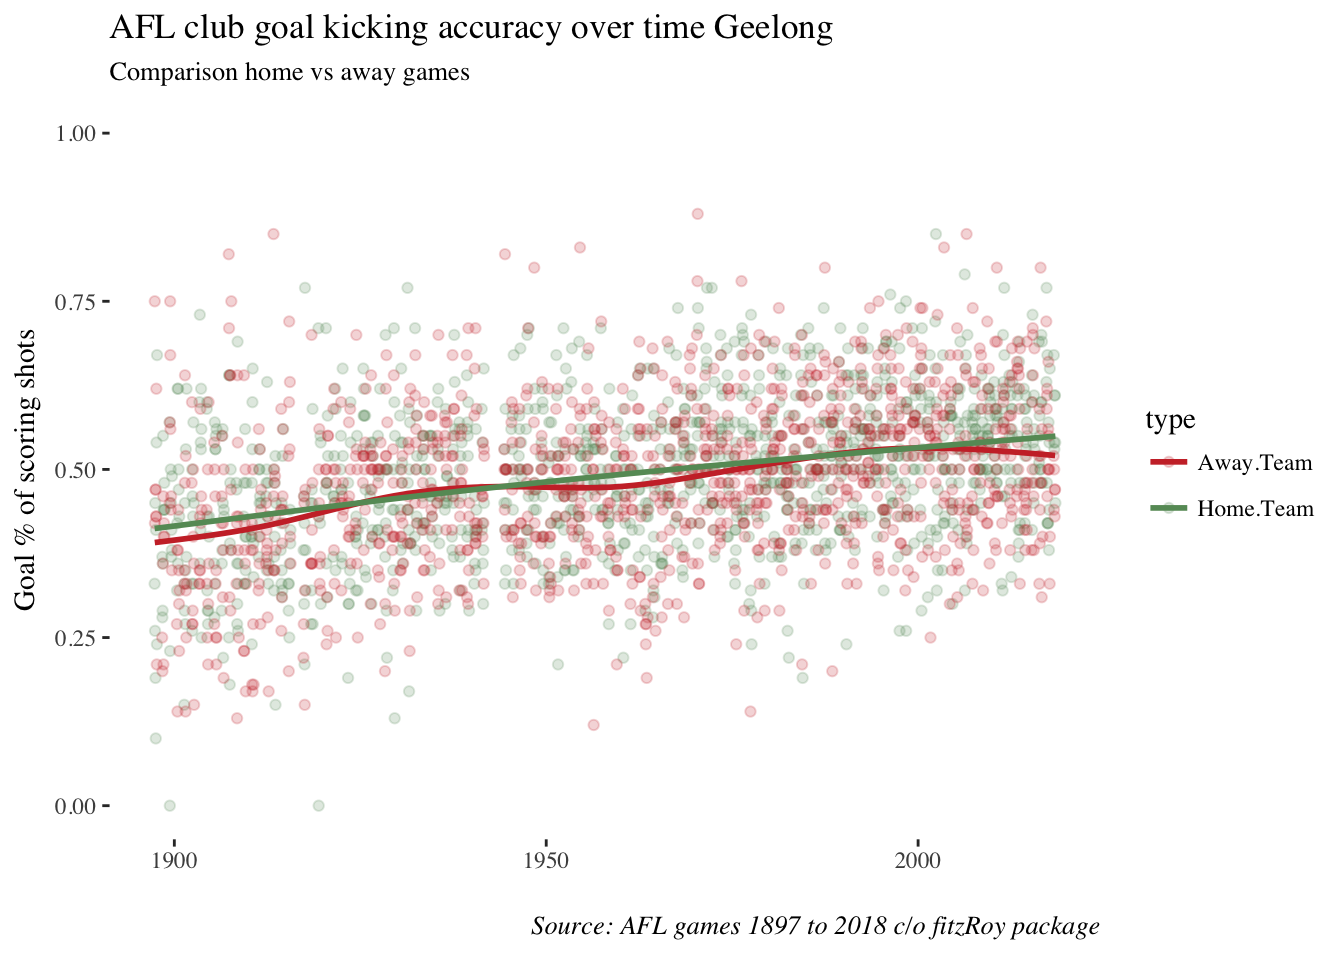 AFL club goal kicking accuracy over time Geelong
Comparison home vs away games
Goal % of scoring shots
1.00
0.75
0.50
0.25
0.00
1900 1950 2000
type
Away.Team
Home.Team
Source: AFL games 1897 to 2018 c/o fitzRoy package